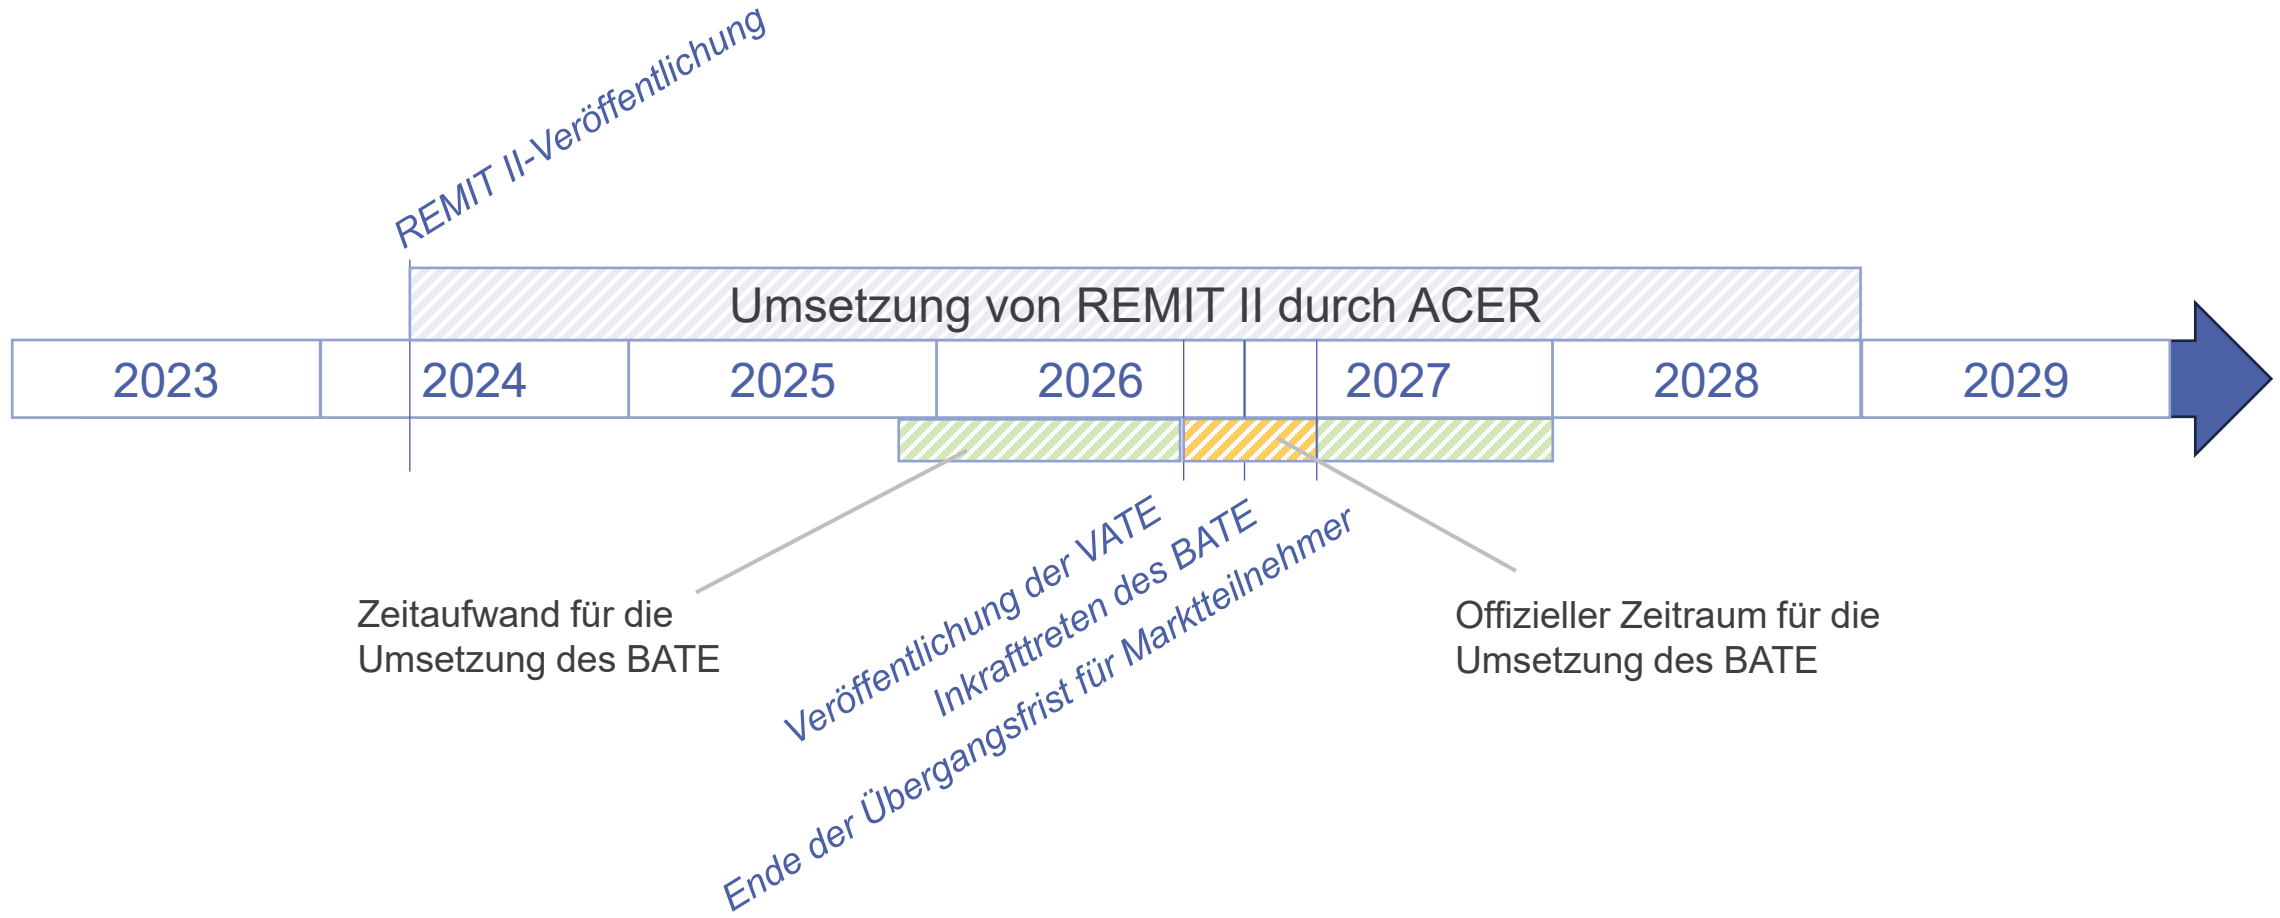 REMIT II-Veröffentlichung
Umsetzung von REMIT II durch ACER
2023 2024 2025 2026 2027 2028 2029
Veröffentlichung der VATE
Inkrafttreten des BATE
Ende der Übergangsfrist für Marktteilnehmer
Zeitaufwand für die
Umsetzung des BATE
Offizieller Zeitraum für die
Umsetzung des BATE